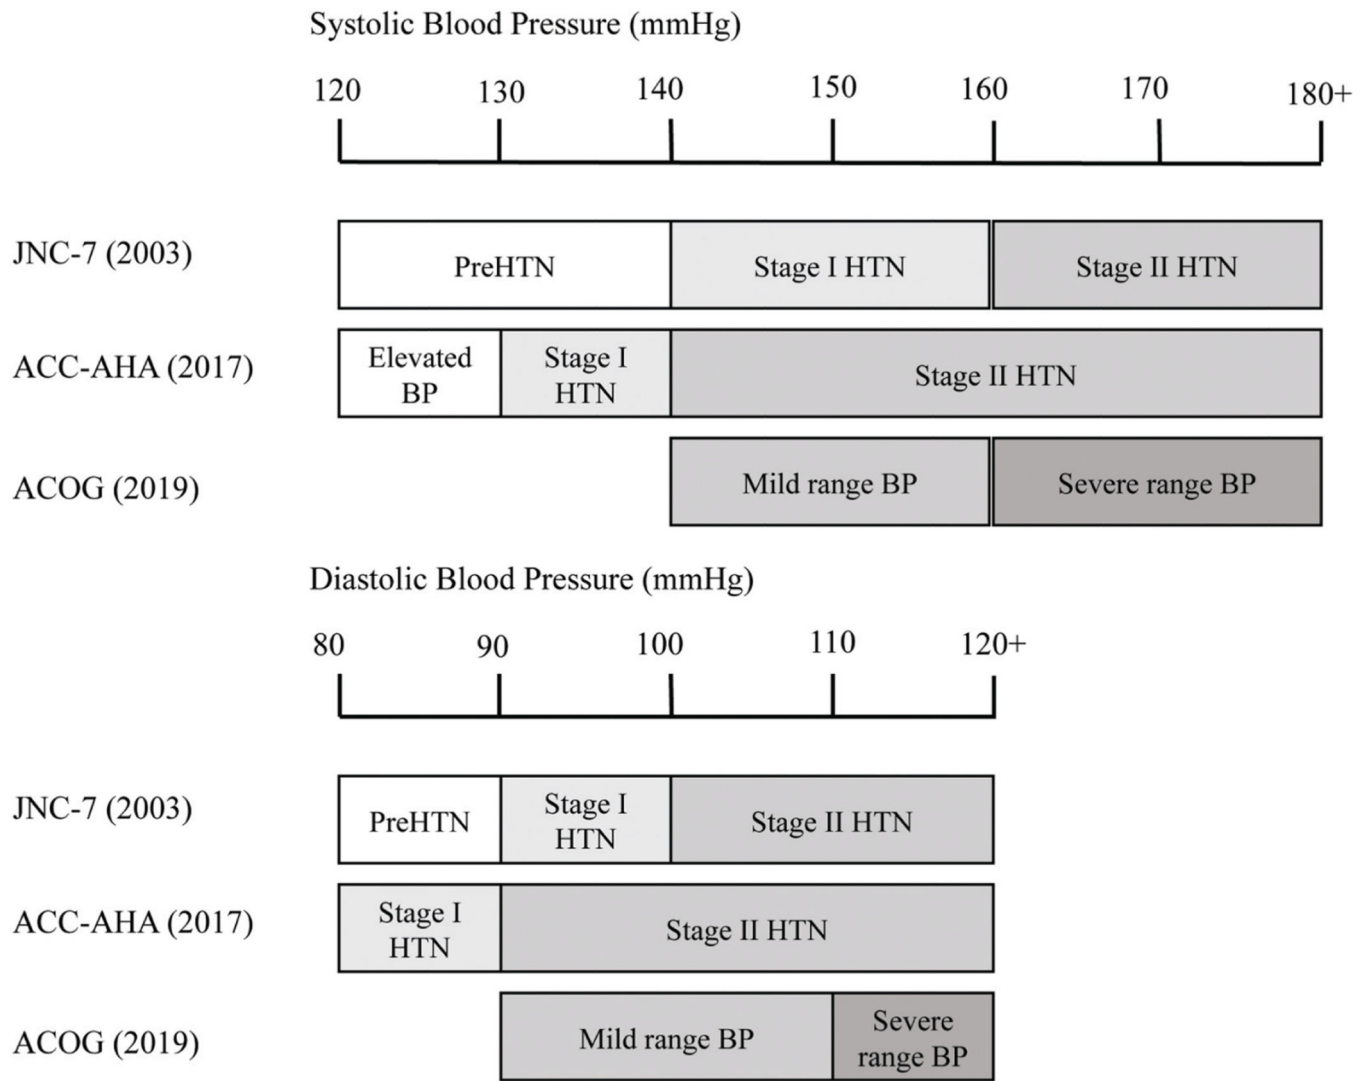 Systolic Blood Pressure (mmHg)
120 130 140 150 160 170 180+
JNC-7 (2003)
PreHTN
Stage I HTN
Stage II HTN
ACC-AHA (2017)
Elevated
BP
Stage I
HTN
Stage II HTN
ACOG (2019)
Mild range BP
Severe range BP
Diastolic Blood Pressure (mmHg)
80 90 100 110 120+
JNC-7 (2003)
PreHTN
Stage I
HTN
Stage II HTN
ACC-AHA (2017)
Stage I
HTN
Stage II HTN
ACOG (2019)
Mild range BP
Severe
range BP